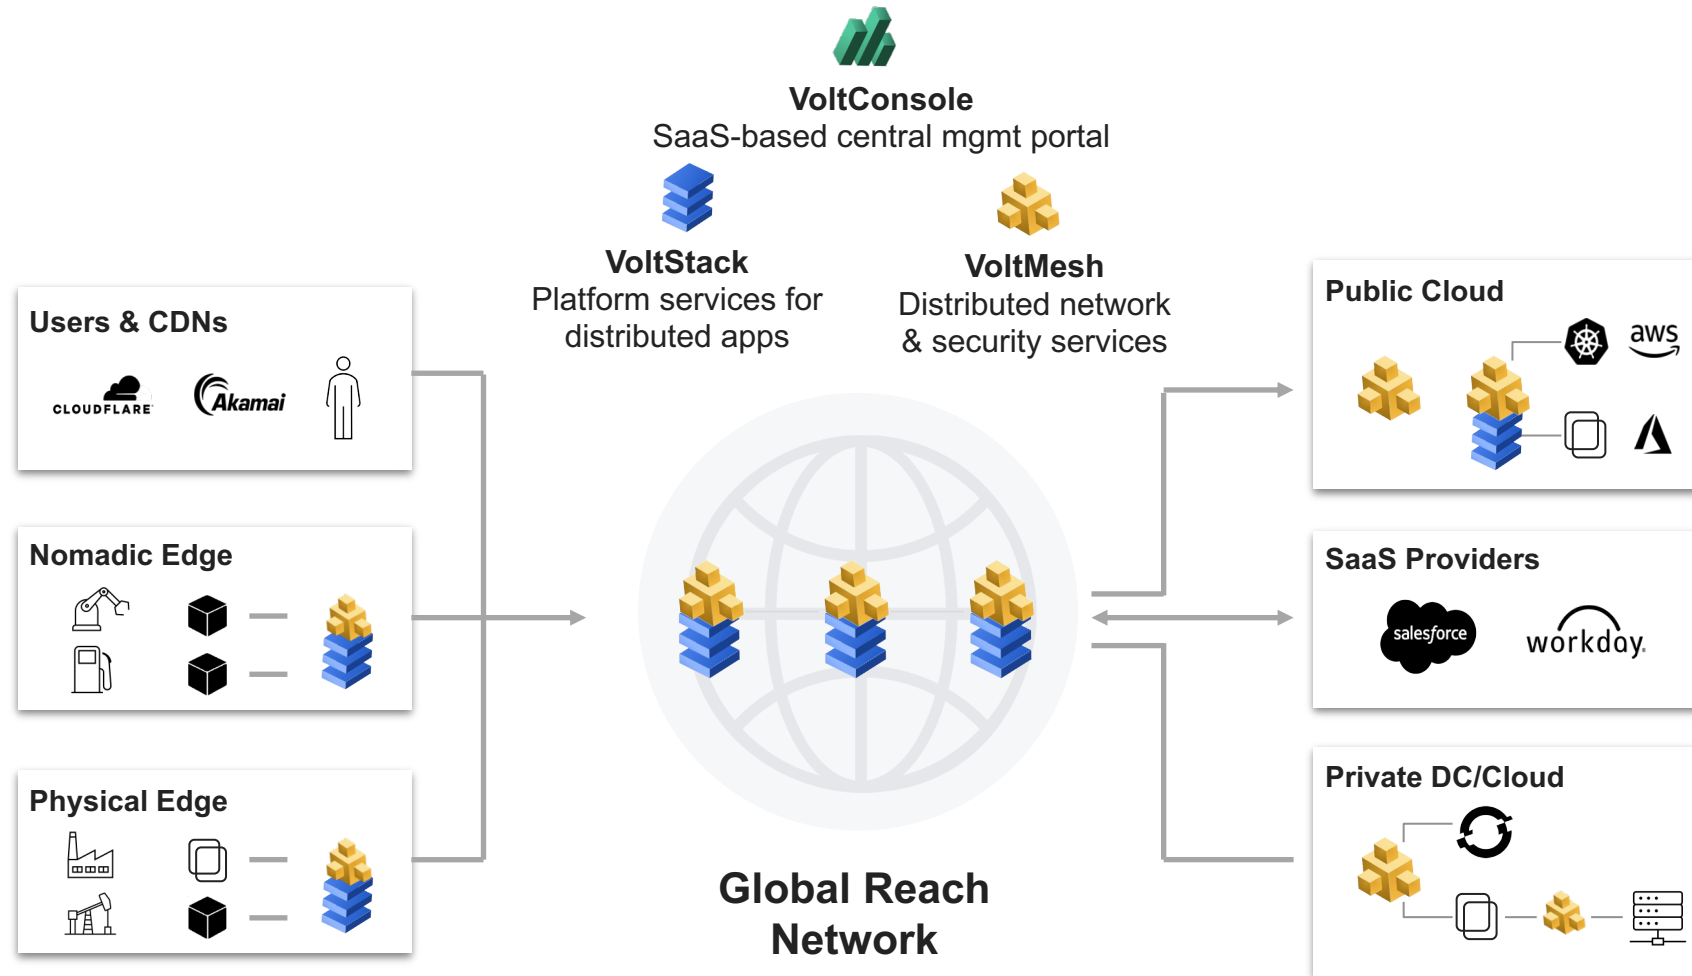 VoltConsole
SaaS-based central mgmt portal
VoltStack
Platform services for
distributed apps
VoltMesh
Distributed network
& security services
Users & CDNs
CLOUDFLARE
Akamai
Nomadic Edge
Physical Edge
Global Reach
Network
Public Cloud
aws
SaaS Providers
salesforce
workday.
Private DC/Cloud